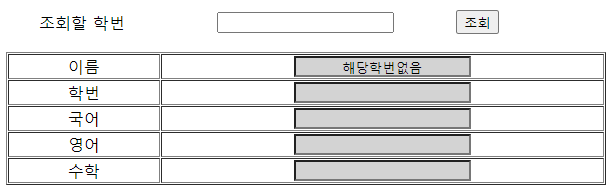 조회할 학번 조회
이름 해당학번없음
학번
국어
영어
수학